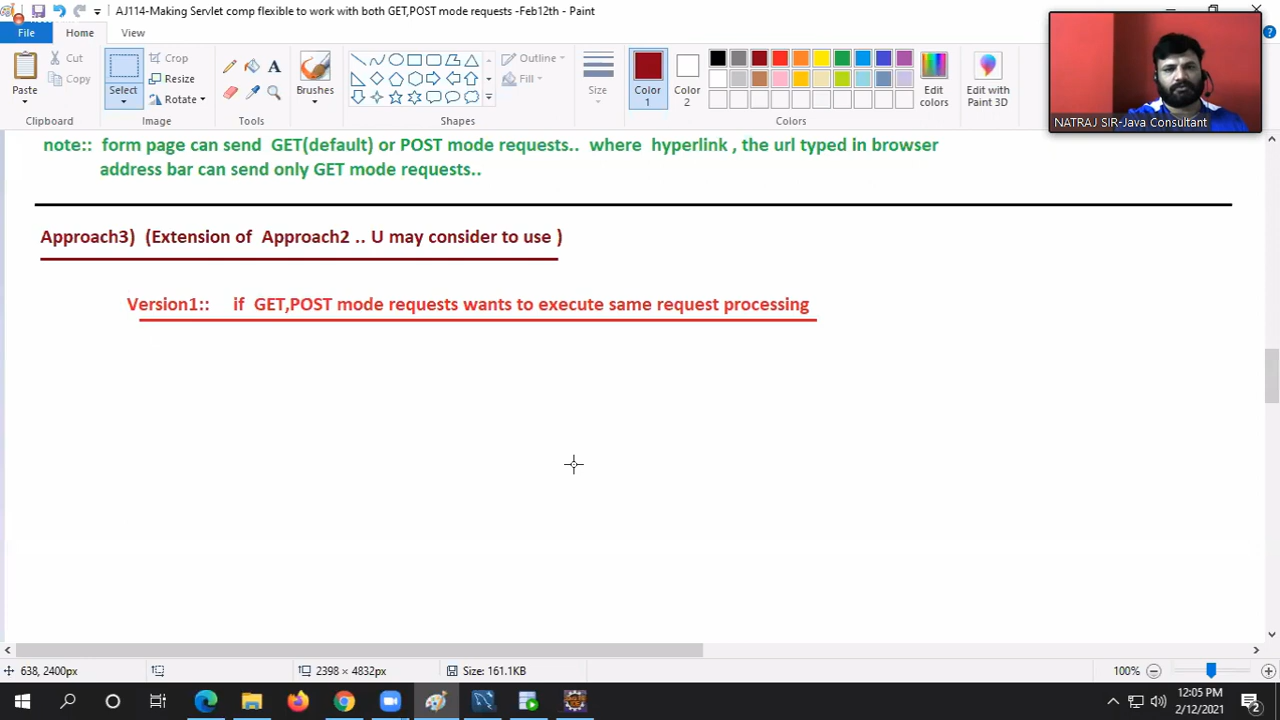 AJ114-Making Servlet comp flexible to work with both GET,POST mode requests -Feb12th - Paint
File Home View
Paste
Cut
Copy
Clipboard
Select
Crop
Resize
Rotate
Image
Tools
Brushes
Shapes
Outline
Fill
Size
Color 1
Color 2
Edit colors
Edit with Paint 3D
Colors
NATRAJ SIR-Java Consultant
note:: form page can send GET(default) or POST mode requests.. where hyperlink , the url typed in browser
address bar can send only GET mode requests..
Approach3) (Extension of Approach2 .. U may consider to use )
Version1:: if GET,POST mode requests wants to execute same request processing
638, 2400px
2398 × 4832px
Size: 161.1KB
100%
12:05 PM
2/12/2021
2